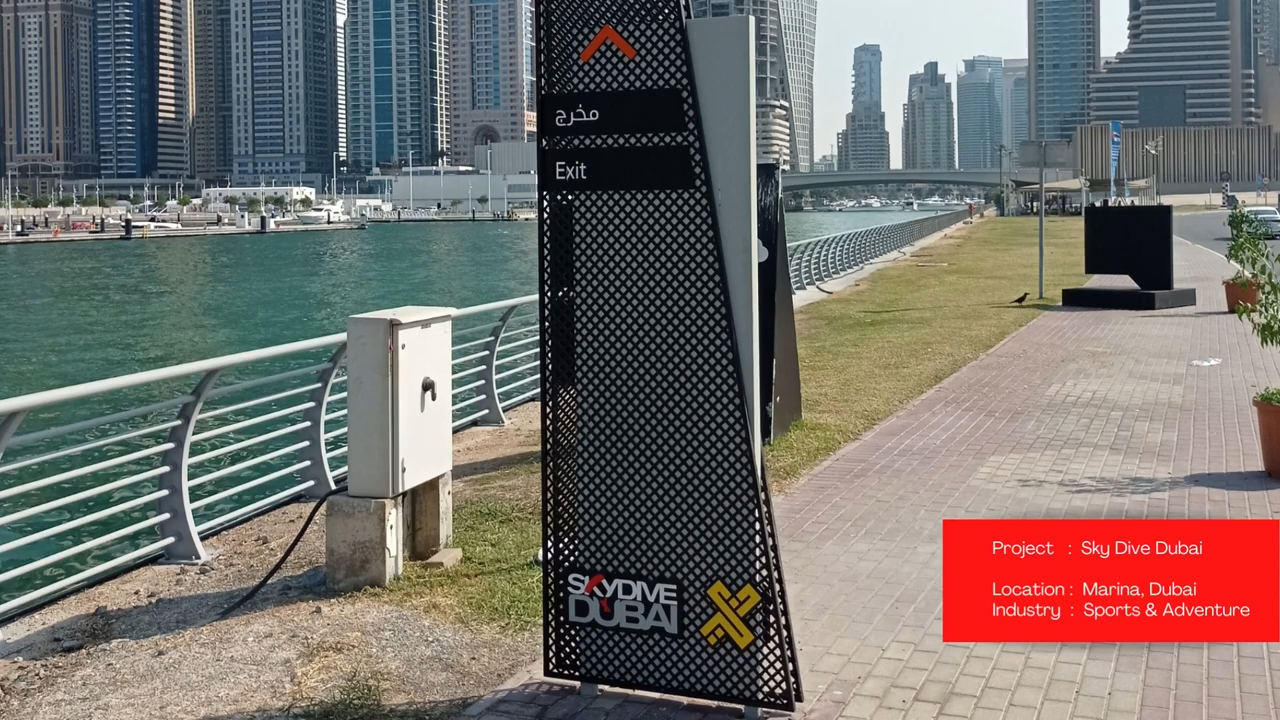 مخرج
Exit
SKYDIVE
DUBAI
Project : Sky Dive Dubai
Location : Marina, Dubai
Industry : Sports & Adventure